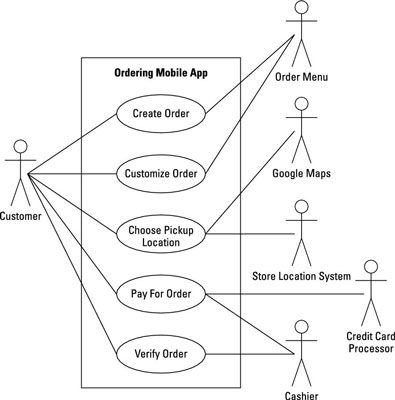 Ordering Mobile App
Order Menu
Create Order
Customize Order
Google Maps
Customer
Choose Pickup
Location
Store Location System
Pay For Order
Credit Card
Processor
Verify Order
Cashier